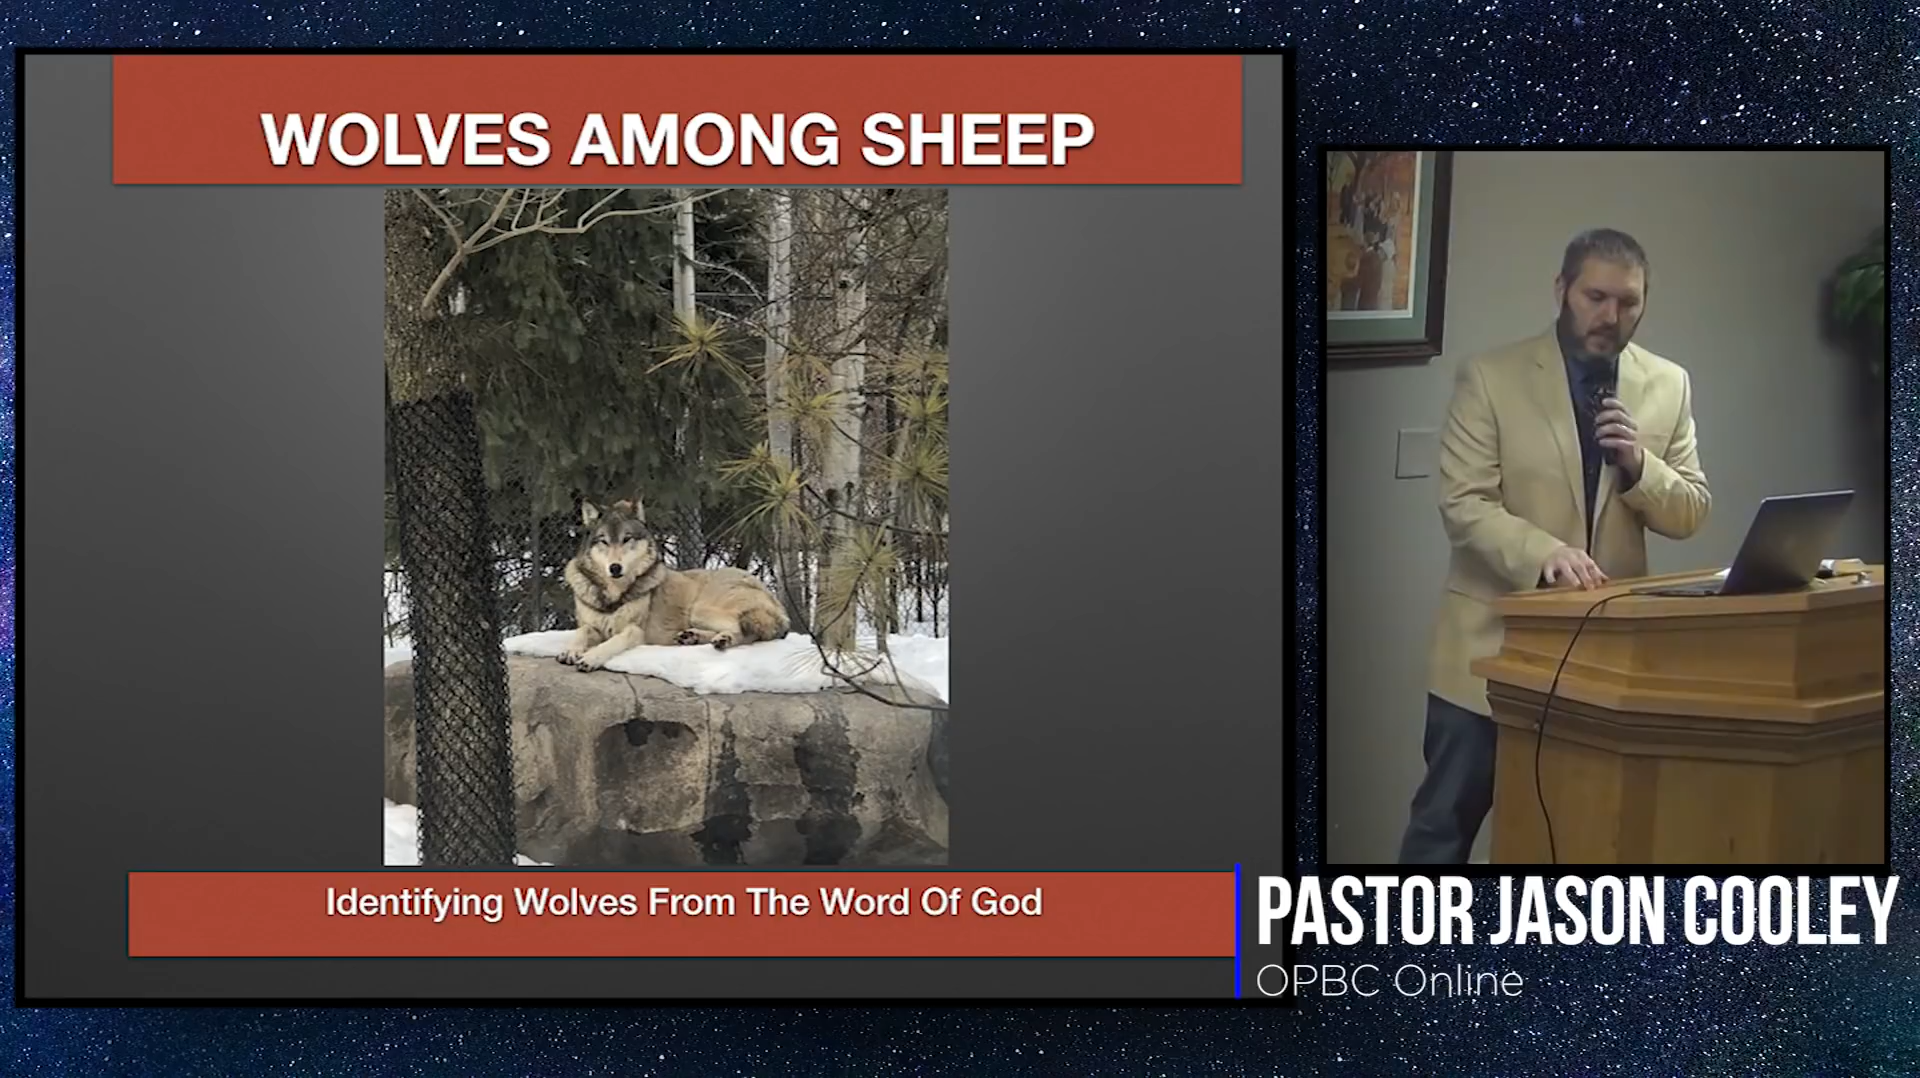 WOLVES AMONG SHEEP
Identifying Wolves From The Word Of God
PASTOR JASON COOLEY
OPBC Online